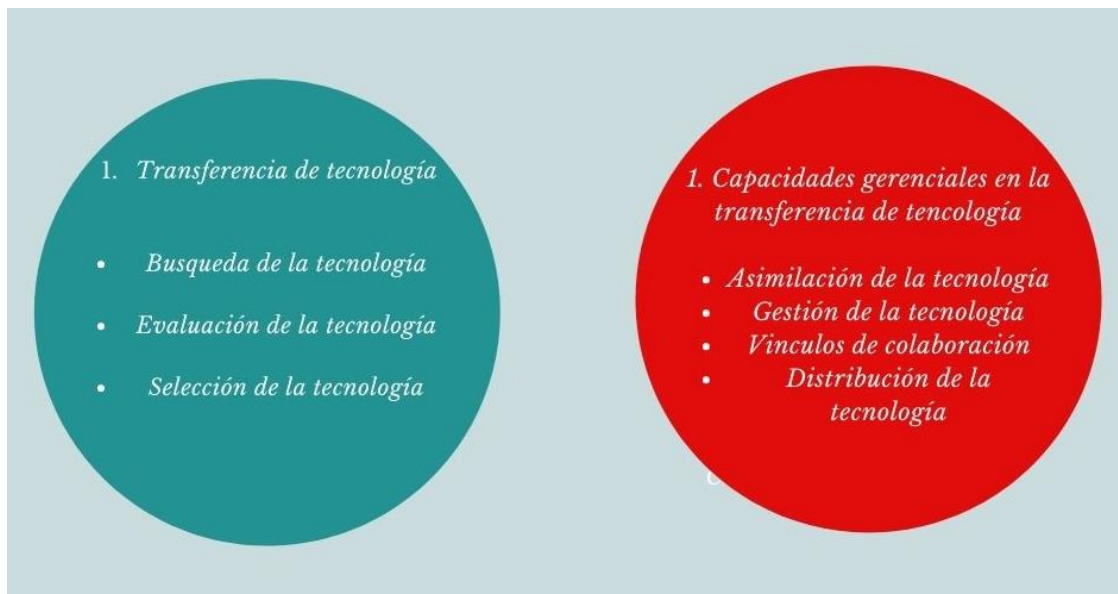 1. Transferencia de tecnología
• Busqueda de la tecnología
• Evaluación de la tecnología
• Selección de la tecnología
1. Capacidades gerenciales en la
transferencia de tencología
• Asimilación de la tecnología
• Gestión de la tecnología
• Vinculos de colaboración
• Distribución de la
tecnología